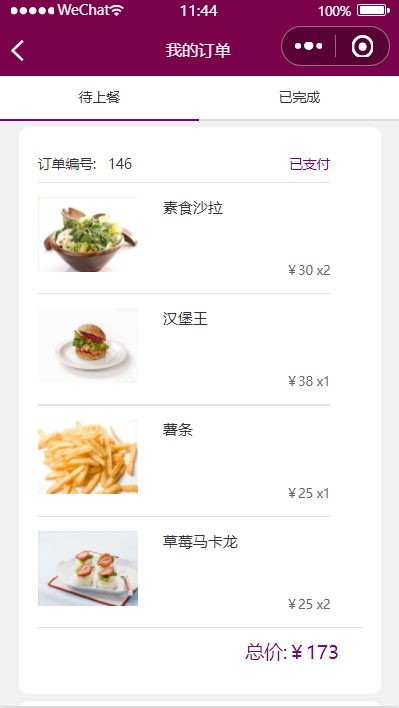 WeChat 11:44 100%
我的订单
待上餐 已完成
订单编号: 146 已支付
素食沙拉
￥30 x2
汉堡王
￥38 x1
薯条
￥25 x1
草莓马卡龙
￥25 x2
总价:￥173